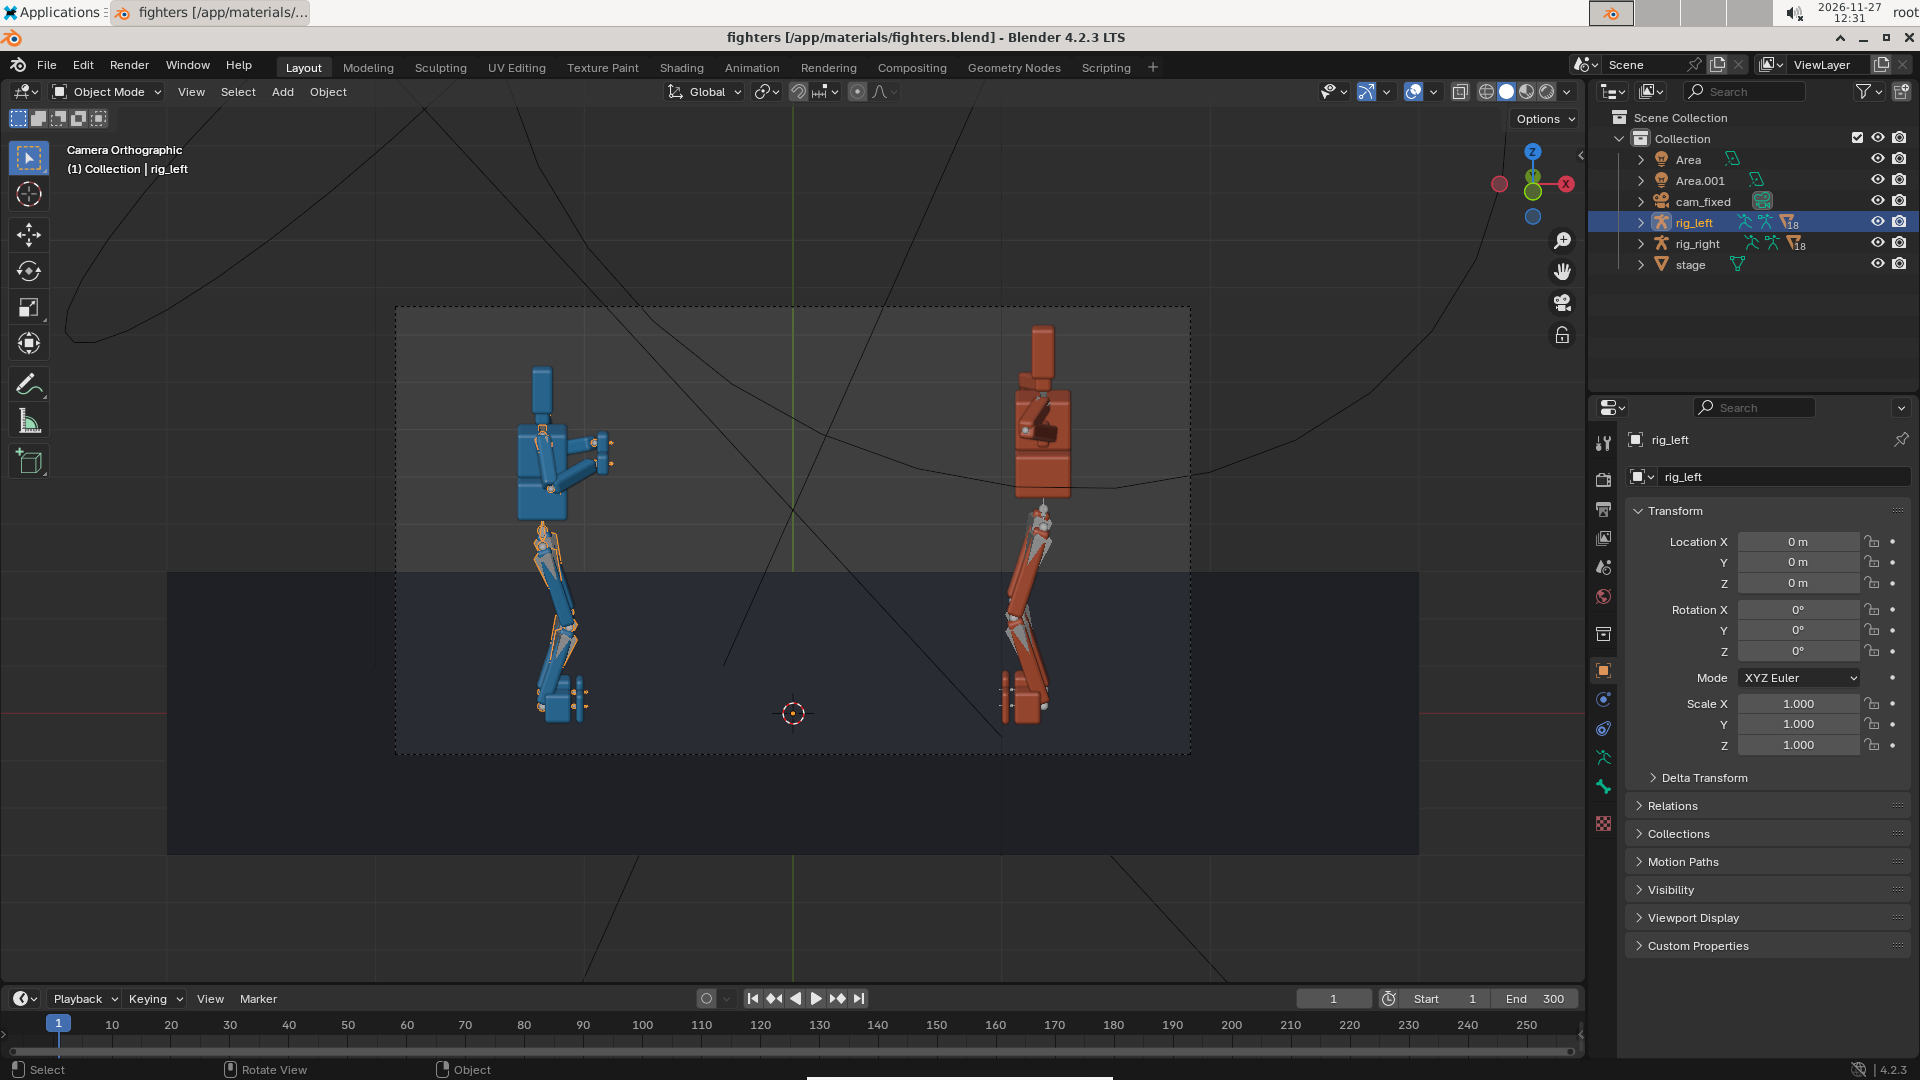 Applications
fighters [/app/materials/...
2026-11-27
12:31
root
fighters [/app/materials/fighters.blend] - Blender 4.2.3 LTS
File Edit Render Window Help
Layout Modeling Sculpting UV Editing Texture Paint Shading Animation Rendering Compositing Geometry Nodes Scripting
Scene
ViewLayer
Object Mode View Select Add Object
Global
Options
Camera Orthographic
(1) Collection | rig_left
Z
X
Search
Scene Collection
Collection
Area
Area.001
cam_fixed
rig_left 18
rig_right 18
stage
Search
rig_left
rig_left
Transform
Location X 0 m
Y 0 m
Z 0 m
Rotation X 0°
Y 0°
Z 0°
Mode XYZ Euler
Scale X 1.000
Y 1.000
Z 1.000
Delta Transform
Relations
Collections
Motion Paths
Visibility
Viewport Display
Custom Properties
Playback Keying View Marker
1 Start 1 End 300
1 10 20 30 40 50 60 70 80 90 100 110 120 130 140 150 160 170 180 190 200 210 220 230 240 250
Select Rotate View Object
4.2.3